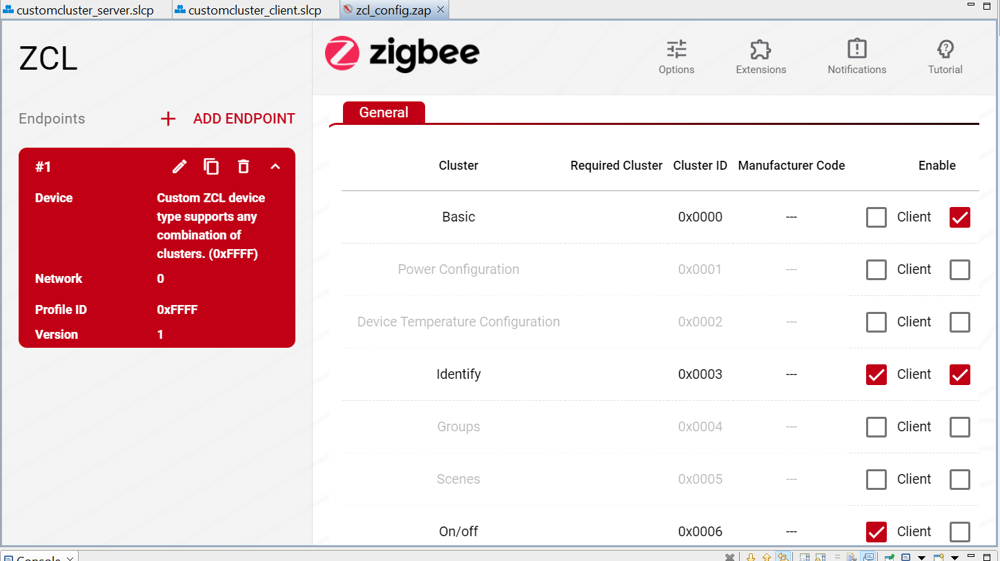 customcluster_server.slcp customcluster_client.slcp zcl_config.zap
ZCL
zigbee
Options Extensions Notifications Tutorial
Endpoints ADD ENDPOINT
#1
Device Custom ZCL device
type supports any
combination of
clusters. (0xFFFF)
Network 0
Profile ID 0xFFFF
Version 1
General
Cluster Required Cluster Cluster ID Manufacturer Code Enable
Basic 0x0000 --- Client
Power Configuration 0x0001 --- Client
Device Temperature Configuration 0x0002 --- Client
Identify 0x0003 --- Client
Groups 0x0004 --- Client
Scenes 0x0005 --- Client
On/off 0x0006 --- Client
Console